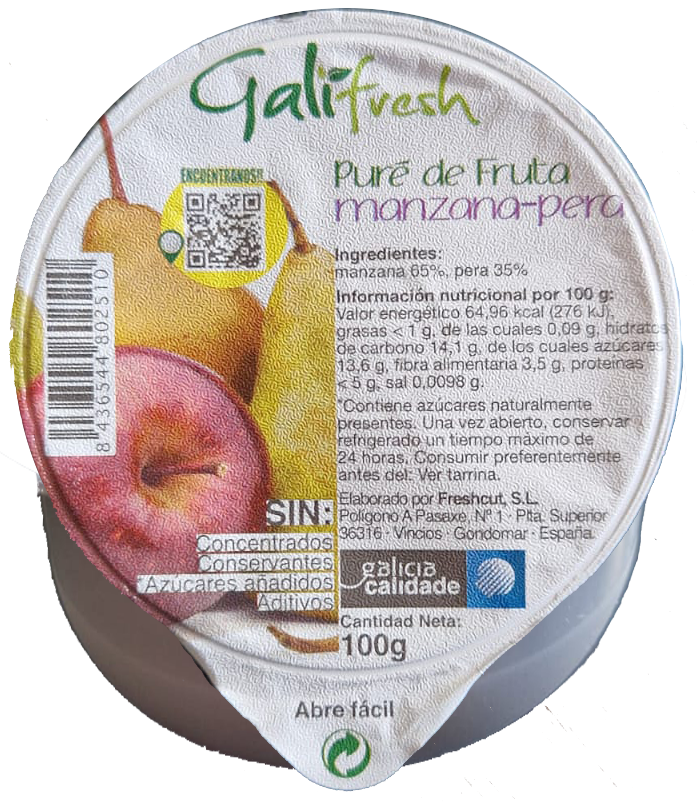 Galifresh
ENCUENTRANOS!!
Puré de Fruta
manzana-pera
Ingredientes:
manzana 65%, pera 35%
Información nutricional por 100 g:
Valor energético 64,96 kcal (276 kJ),
grasas < 1 g, de las cuales 0,09 g, hidratos
de carbono 14,1 g, de los cuales azúcares
13,6 g, fibra alimentaria 3,5 g, proteínas
< 5 g, sal 0,0098 g.
*Contiene azúcares naturalmente
presentes. Una vez abierto, conservar
refrigerado un tiempo máximo de
24 horas. Consumir preferentemente
antes del: Ver tarrina.
Elaborado por Freshcut, S.L.
Polígono A Pasaxe, Nº 1 · Plta. Superior
36316 · Vincios · Gondomar · España.
8 436544 802510
SIN:
Concentrados
Conservantes
*Azúcares añadidos
Aditivos
galicia
calidade
Cantidad Neta:
100g
Abre fácil